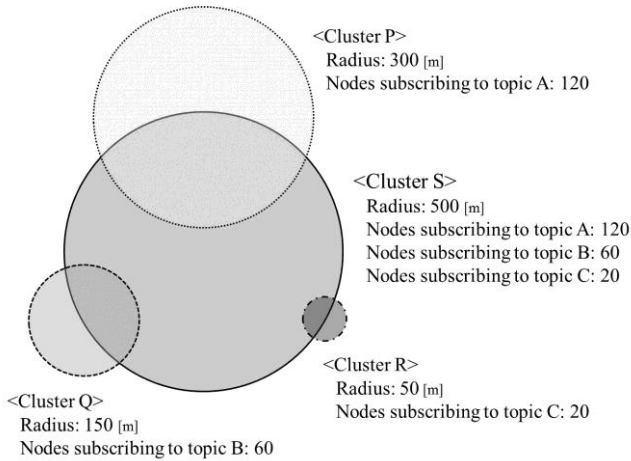 <Cluster P>
Radius: 300 [m]
Nodes subscribing to topic A: 120
<Cluster S>
Radius: 500 [m]
Nodes subscribing to topic A: 120
Nodes subscribing to topic B: 60
Nodes subscribing to topic C: 20
<Cluster R>
Radius: 50 [m]
Nodes subscribing to topic C: 20
<Cluster Q>
Radius: 150 [m]
Nodes subscribing to topic B: 60